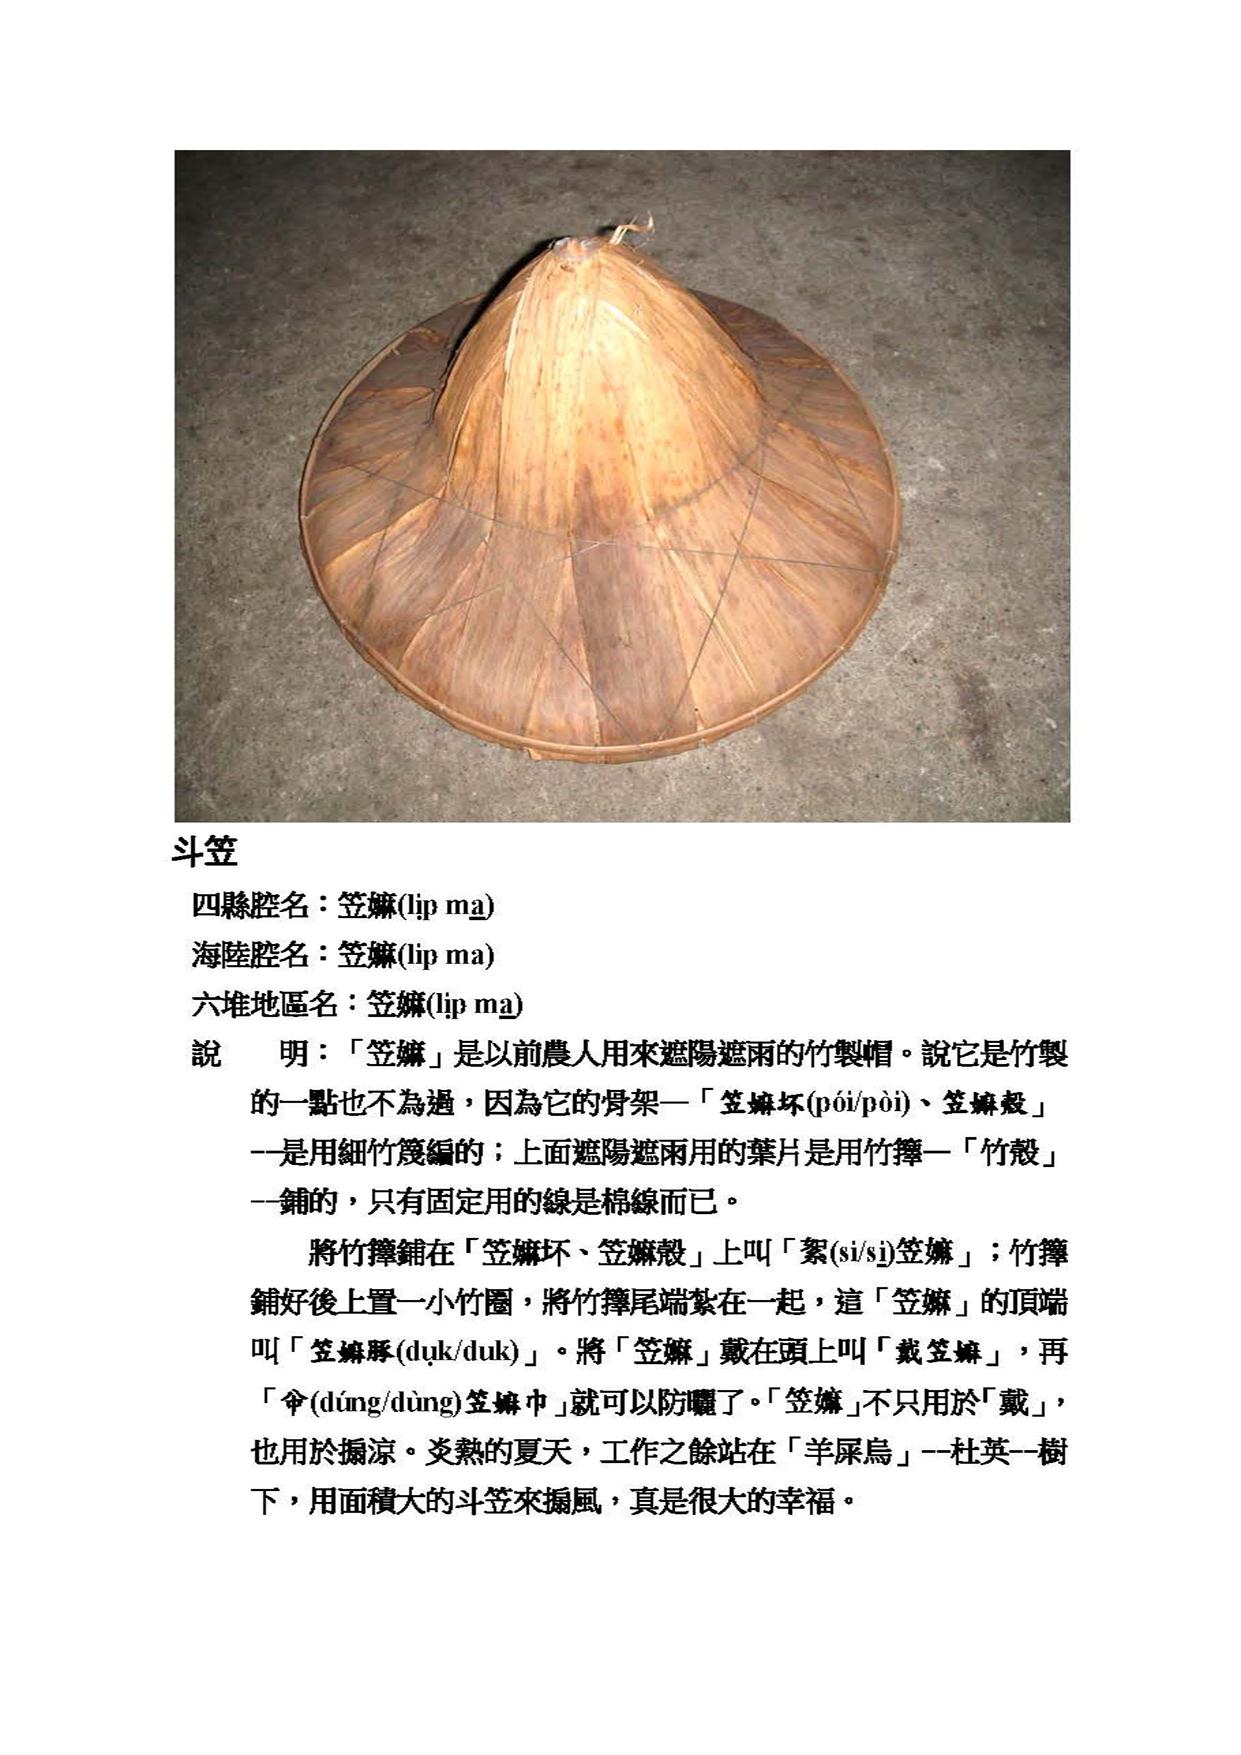 斗笠
四縣腔名：笠嫲(li̤p ma̲)
海陸腔名：笠嫲(lip ma)
六堆地區名：笠嫲(li̤p ma̲)
說　　明：「笠嫲」是以前農人用來遮陽遮雨的竹製帽。說它是竹製
的一點也不為過，因為它的骨架—「笠嫲坏(pói/pòi)、笠嫲殼」
--是用細竹篾編的；上面遮陽遮雨用的葉片是用竹籜—「竹殼」
--鋪的，只有固定用的線是棉線而已。
將竹籜鋪在「笠嫲坏、笠嫲殼」上叫「絮(si/si̲)笠嫲」；竹籜
鋪好後上置一小竹圈，將竹籜尾端紮在一起，這「笠嫲」的頂端
叫「笠嫲𡰪(dụk/duk)」。將「笠嫲」戴在頭上叫「戴笠嫲」，再
「(dúng/dùng)笠嫲巾」就可以防曬了。「笠嫲」不只用於「戴」，
也用於搧涼。炎熱的夏天，工作之餘站在「羊屎烏」--杜英--樹
下，用面積大的斗笠來搧風，真是很大的幸福。